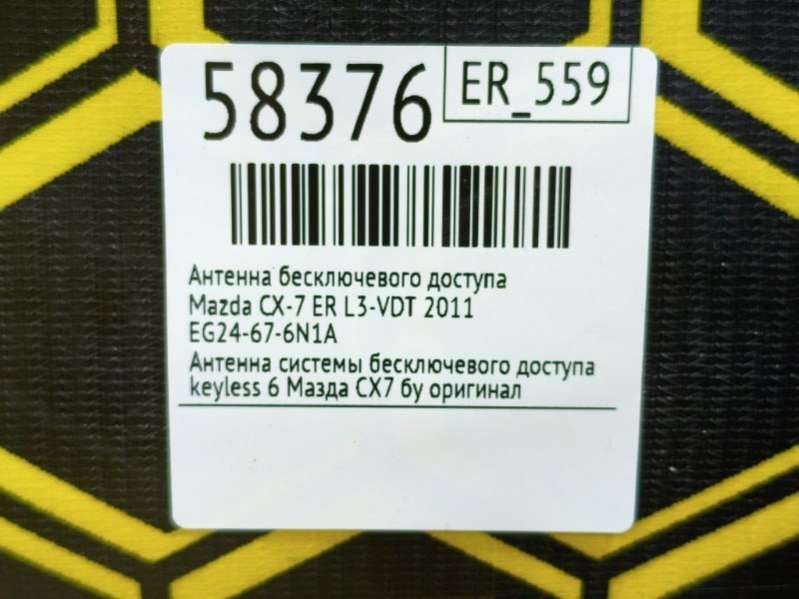 58376
ER_559
Антенна бесключевого доступа
Mazda CX-7 ER L3-VDT 2011
EG24-67-6N1A
Антенна системы бесключевого доступа
keyless 6 Мазда СХ7 бу оригинал